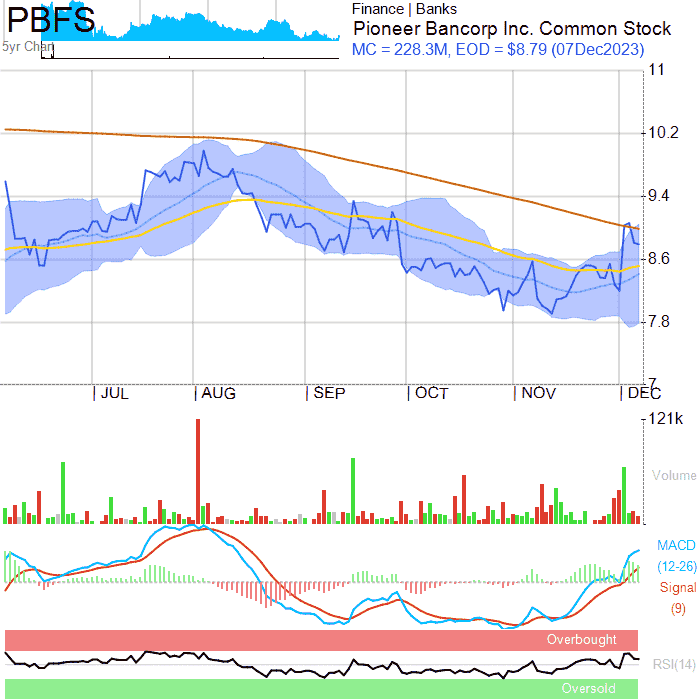 PBFS
5yr Chart
Finance | Banks
Pioneer Bancorp Inc. Common Stock
MC = 228.3M, EOD = $8.79 (07Dec2023)
11
10.2
9.4
8.6
7.8
7
JUL AUG SEP OCT NOV DEC
121k
Volume
MACD
(12-26)
Signal
(9)
Overbought
RSI(14)
Oversold